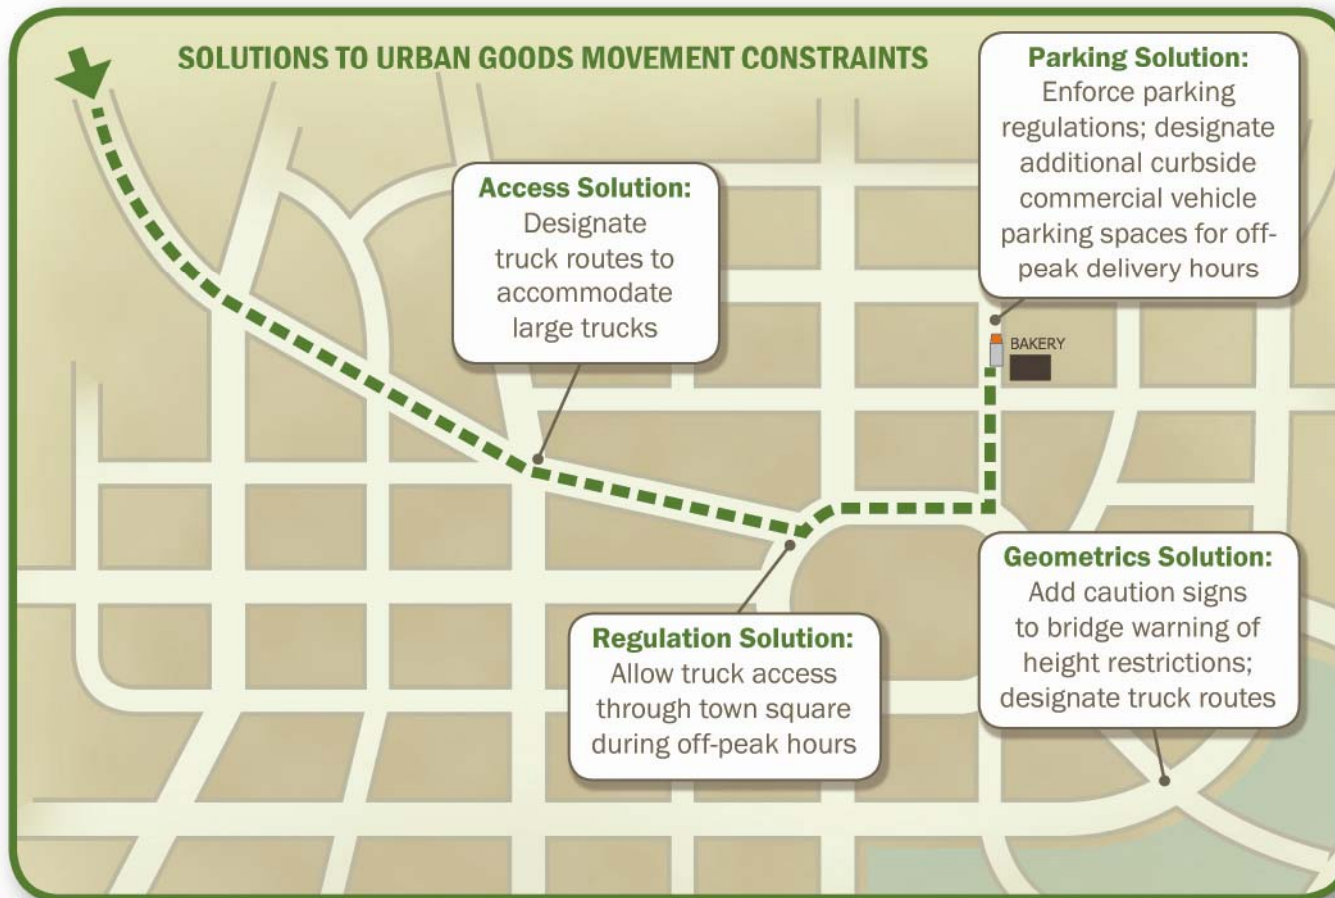 SOLUTIONS TO URBAN GOODS MOVEMENT CONSTRAINTS
Parking Solution:
Enforce parking
regulations; designate
additional curbside
commercial vehicle
parking spaces for off-
peak delivery hours
Access Solution:
Designate
truck routes to
accommodate
large trucks
BAKERY
Geometrics Solution:
Add caution signs
to bridge warning of
height restrictions;
designate truck routes
Regulation Solution:
Allow truck access
through town square
during off-peak hours